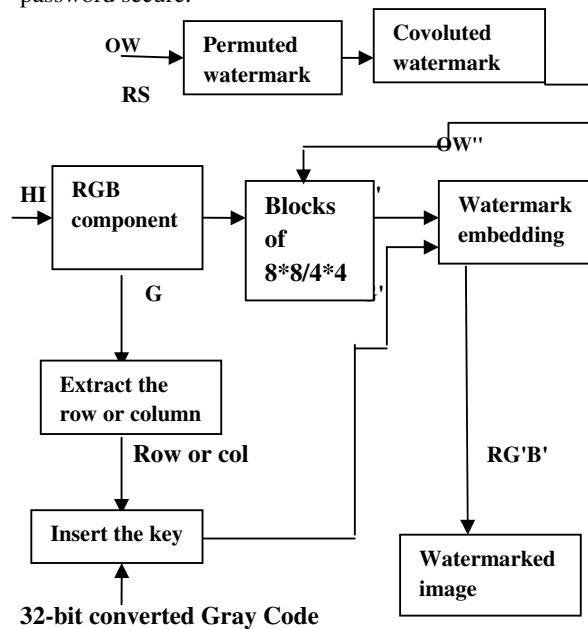 password secure.
OW
RS
Permuted
watermark
Covoluted
watermark
OW''
HI
RGB
component
Blocks
of
8*8/4*4
Watermark
embedding
G
Extract the
row or column
Row or col
RG'B'
Insert the key
Watermarked
image
32-bit converted Gray Code